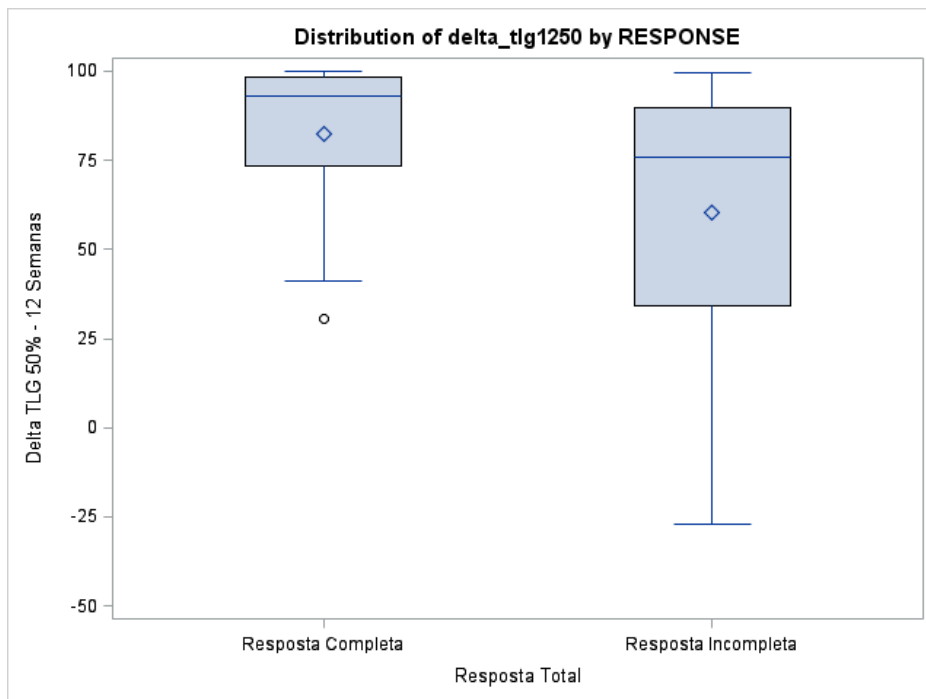 Distribution of delta_tlg1250 by RESPONSE
100
75
50
25
0
-25
-50
Delta TLG 50% - 12 Semanas
Resposta Completa
Resposta Incompleta
Resposta Total